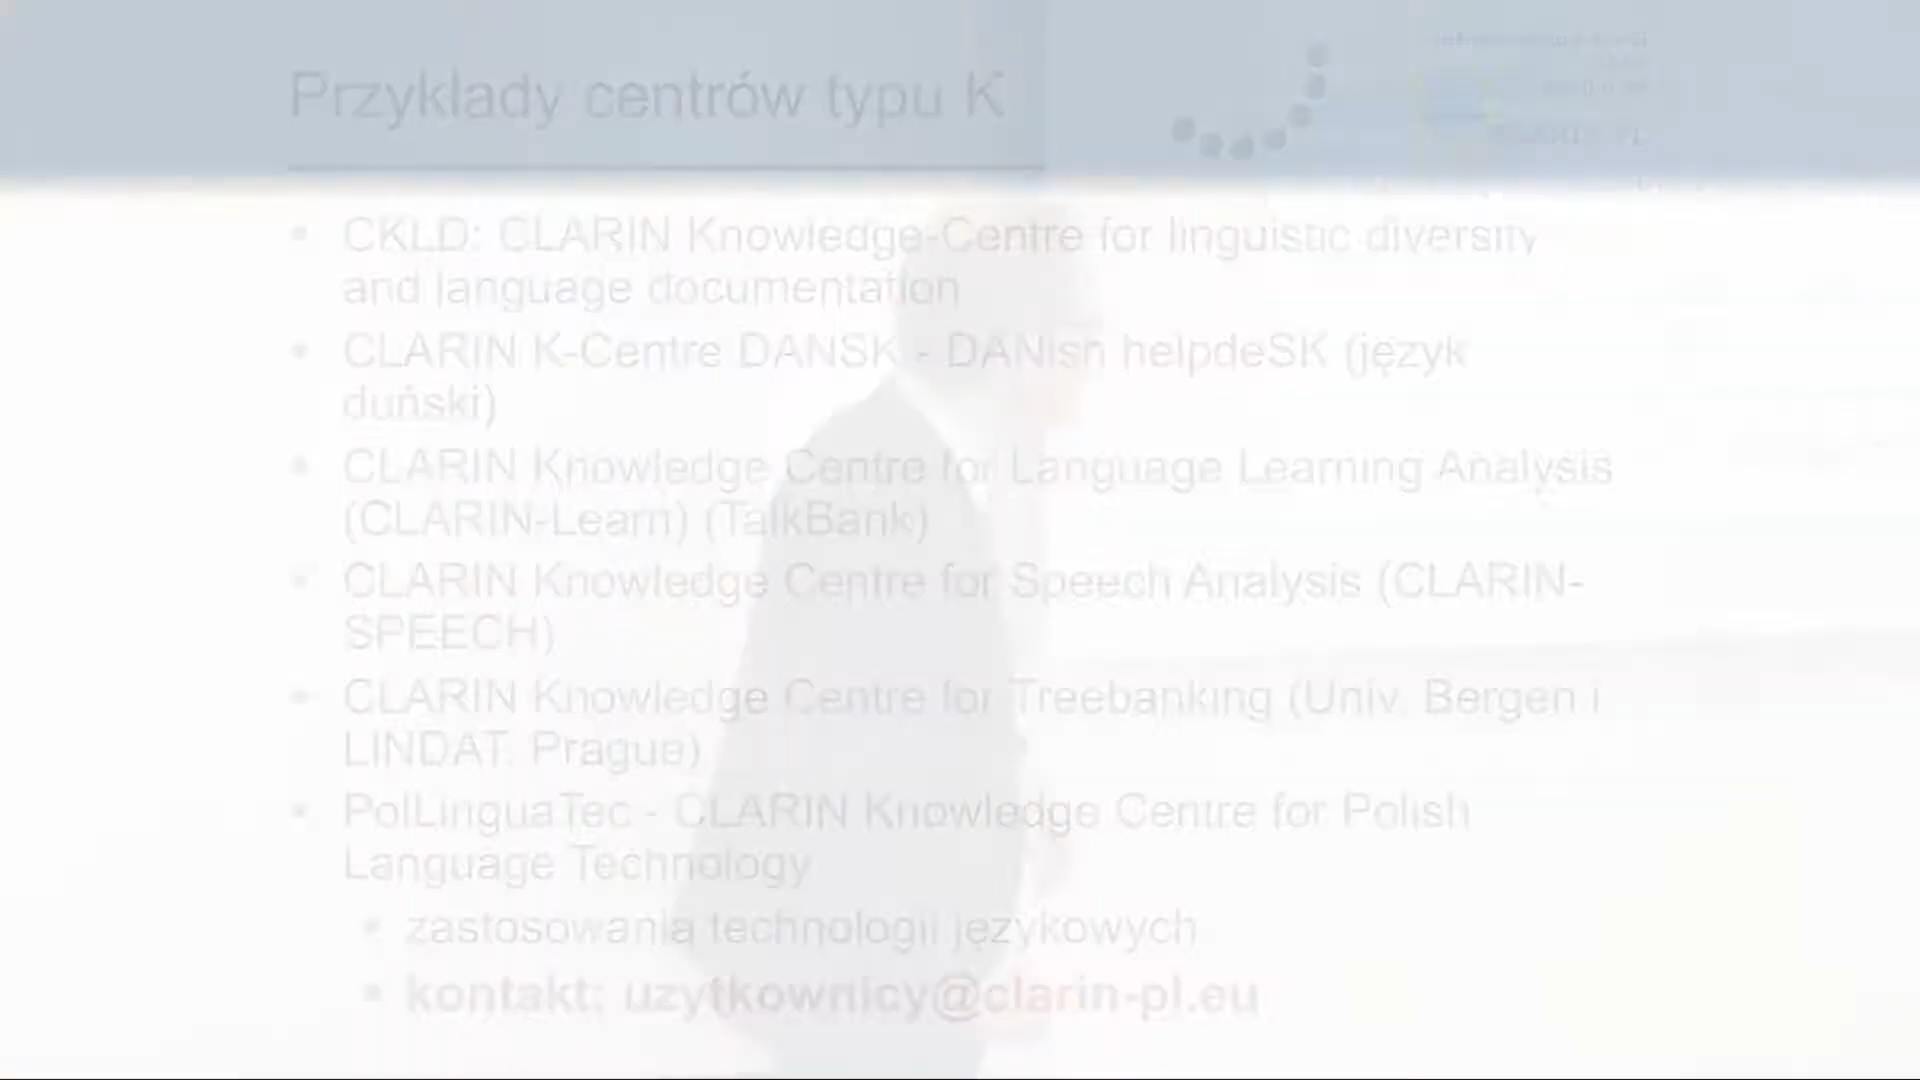 Przykłady centrów typu K
CKLD: CLARIN Knowledge-Centre for linguistic diversity
and language documentation
CLARIN K-Centre DANSK - DANish helpdeSK (język
duński)
CLARIN Knowledge Centre for Language Learning Analysis
(CLARIN-Learn) (TalkBank)
CLARIN Knowledge Centre for Speech Analysis (CLARIN-
SPEECH)
CLARIN Knowledge Centre for Treebanking (Univ. Bergen i
LINDAT. Prague)
PolLinguaTec - CLARIN Knowledge Centre for Polish
Language Technology
zastosowania technologii językowych
kontakt: uzytkownicy@clarin-pl.eu